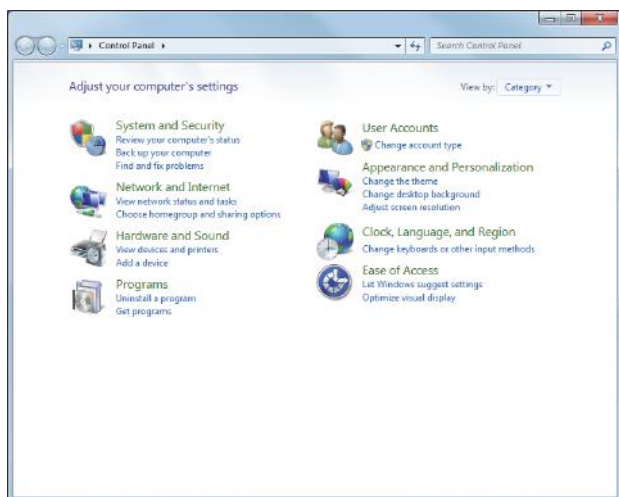 Control Panel
Search Control Panel
Adjust your computer's settings
View by: Category
System and Security
Review your computer's status
Back up your computer
Find and fix problems
Network and Internet
View network status and tasks
Choose homegroup and sharing options
Hardware and Sound
View devices and printers
Add a device
Programs
Uninstall a program
Get programs
User Accounts
Change account type
Appearance and Personalization
Change the theme
Change desktop background
Adjust screen resolution
Clock, Language, and Region
Change keyboards or other input methods
Ease of Access
Let Windows suggest settings
Optimize visual display